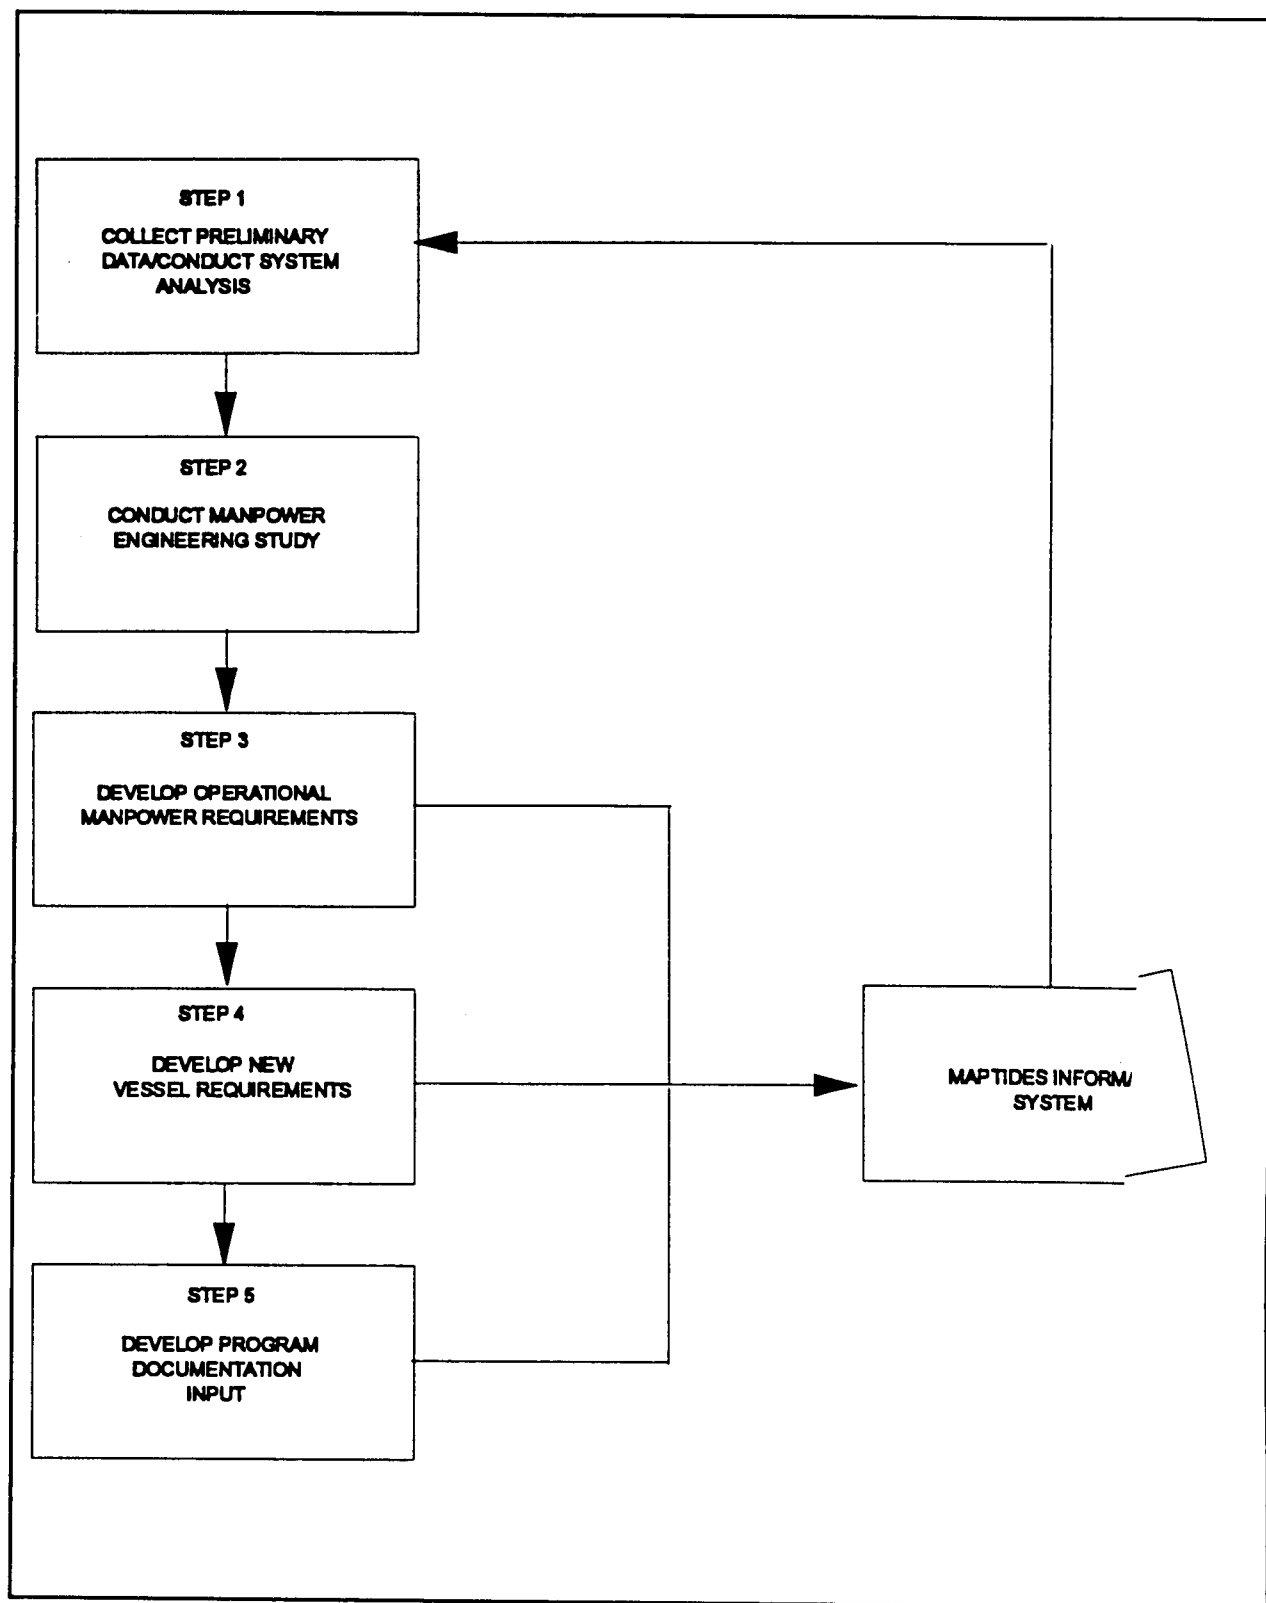 STEP 1
COLLECT PRELIMINARY
DATA/CONDUCT SYSTEM
ANALYSIS
STEP 2
CONDUCT MANPOWER
ENGINEERING STUDY
STEP 3
DEVELOP OPERATIONAL
MANPOWER REQUIREMENTS
STEP 4
DEVELOP NEW
VESSEL REQUIREMENTS
MAPTIDES INFORM
SYSTEM
STEP 5
DEVELOP PROGRAM
DOCUMENTATION
INPUT